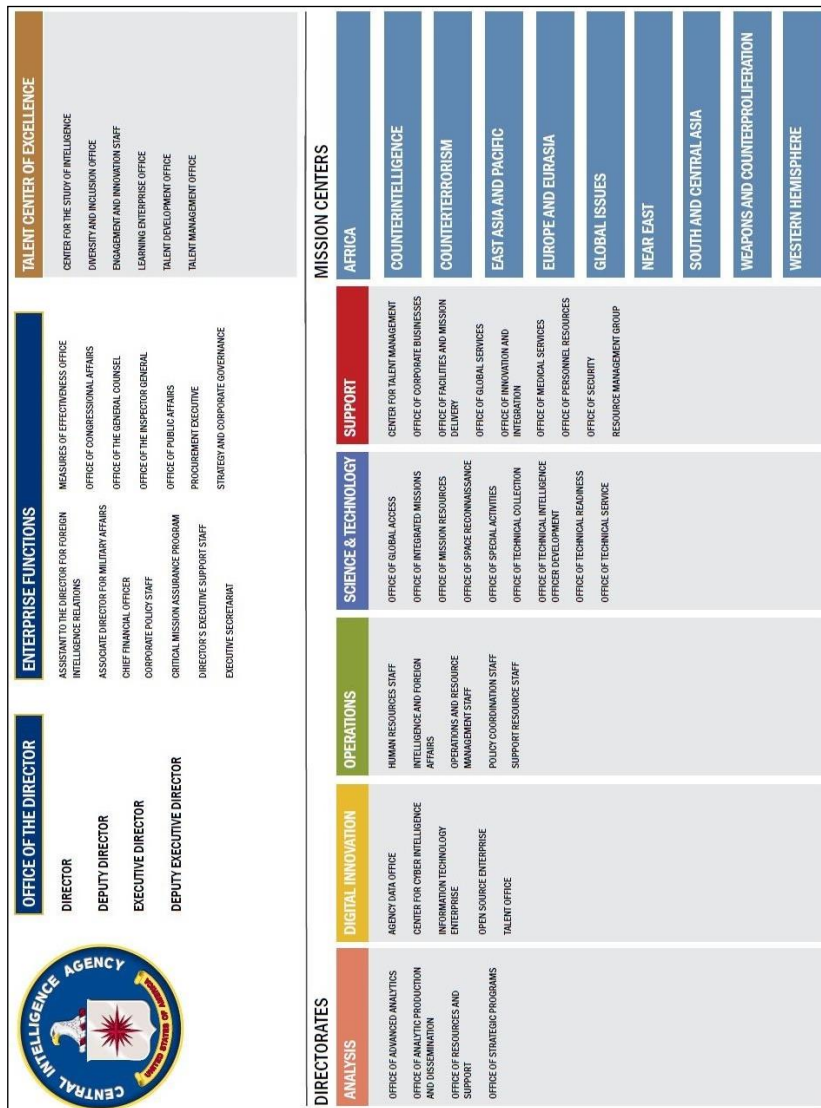 CENTRAL INTELLIGENCE AGENCY
UNITED STATES OF AMERICA
OFFICE OF THE DIRECTOR
DIRECTOR
DEPUTY DIRECTOR
EXECUTIVE DIRECTOR
DEPUTY EXECUTIVE DIRECTOR
ENTERPRISE FUNCTIONS
ASSISTANT TO THE DIRECTOR FOR FOREIGN
INTELLIGENCE RELATIONS
ASSOCIATE DIRECTOR FOR MILITARY AFFAIRS
CHIEF FINANCIAL OFFICER
CORPORATE POLICY STAFF
CRITICAL MISSION ASSURANCE PROGRAM
DIRECTOR'S EXECUTIVE SUPPORT STAFF
EXECUTIVE SECRETARIAT
MEASURES OF EFFECTIVENESS OFFICE
OFFICE OF CONGRESSIONAL AFFAIRS
OFFICE OF THE GENERAL COUNSEL
OFFICE OF THE INSPECTOR GENERAL
OFFICE OF PUBLIC AFFAIRS
PROCUREMENT EXECUTIVE
STRATEGY AND CORPORATE GOVERNANCE
TALENT CENTER OF EXCELLENCE
CENTER FOR THE STUDY OF INTELLIGENCE
DIVERSITY AND INCLUSION OFFICE
ENGAGEMENT AND INNOVATION STAFF
LEARNING ENTERPRISE OFFICE
TALENT DEVELOPMENT OFFICE
TALENT MANAGEMENT OFFICE
DIRECTORATES
ANALYSIS
OFFICE OF ADVANCED ANALYTICS
OFFICE OF ANALYTIC PRODUCTION
AND DISSEMINATION
OFFICE OF RESOURCES AND
SUPPORT
OFFICE OF STRATEGIC PROGRAMS
DIGITAL INNOVATION
AGENCY DATA OFFICE
CENTER FOR CYBER INTELLIGENCE
INFORMATION TECHNOLOGY
ENTERPRISE
OPEN SOURCE ENTERPRISE
TALENT OFFICE
OPERATIONS
HUMAN RESOURCES STAFF
INTELLIGENCE AND FOREIGN
AFFAIRS
OPERATIONS AND RESOURCE
MANAGEMENT STAFF
POLICY COORDINATION STAFF
SUPPORT RESOURCE STAFF
SCIENCE & TECHNOLOGY
OFFICE OF GLOBAL ACCESS
OFFICE OF INTEGRATED MISSIONS
OFFICE OF MISSION RESOURCES
OFFICE OF SPACE RECONNAISSANCE
OFFICE OF SPECIAL ACTIVITIES
OFFICE OF TECHNICAL COLLECTION
OFFICE OF TECHNICAL INTELLIGENCE
OFFICER DEVELOPMENT
OFFICE OF TECHNICAL READINESS
OFFICE OF TECHNICAL SERVICE
SUPPORT
CENTER FOR TALENT MANAGEMENT
OFFICE OF CORPORATE BUSINESSES
OFFICE OF FACILITIES AND MISSION
DELIVERY
OFFICE OF GLOBAL SERVICES
OFFICE OF INNOVATION AND
INTEGRATION
OFFICE OF MEDICAL SERVICES
OFFICE OF PERSONNEL RESOURCES
OFFICE OF SECURITY
RESOURCE MANAGEMENT GROUP
MISSION CENTERS
AFRICA
COUNTERINTELLIGENCE
COUNTERTERRORISM
EAST ASIA AND PACIFIC
EUROPE AND EURASIA
GLOBAL ISSUES
NEAR EAST
SOUTH AND CENTRAL ASIA
WEAPONS AND COUNTERPROLIFERATION
WESTERN HEMISPHERE